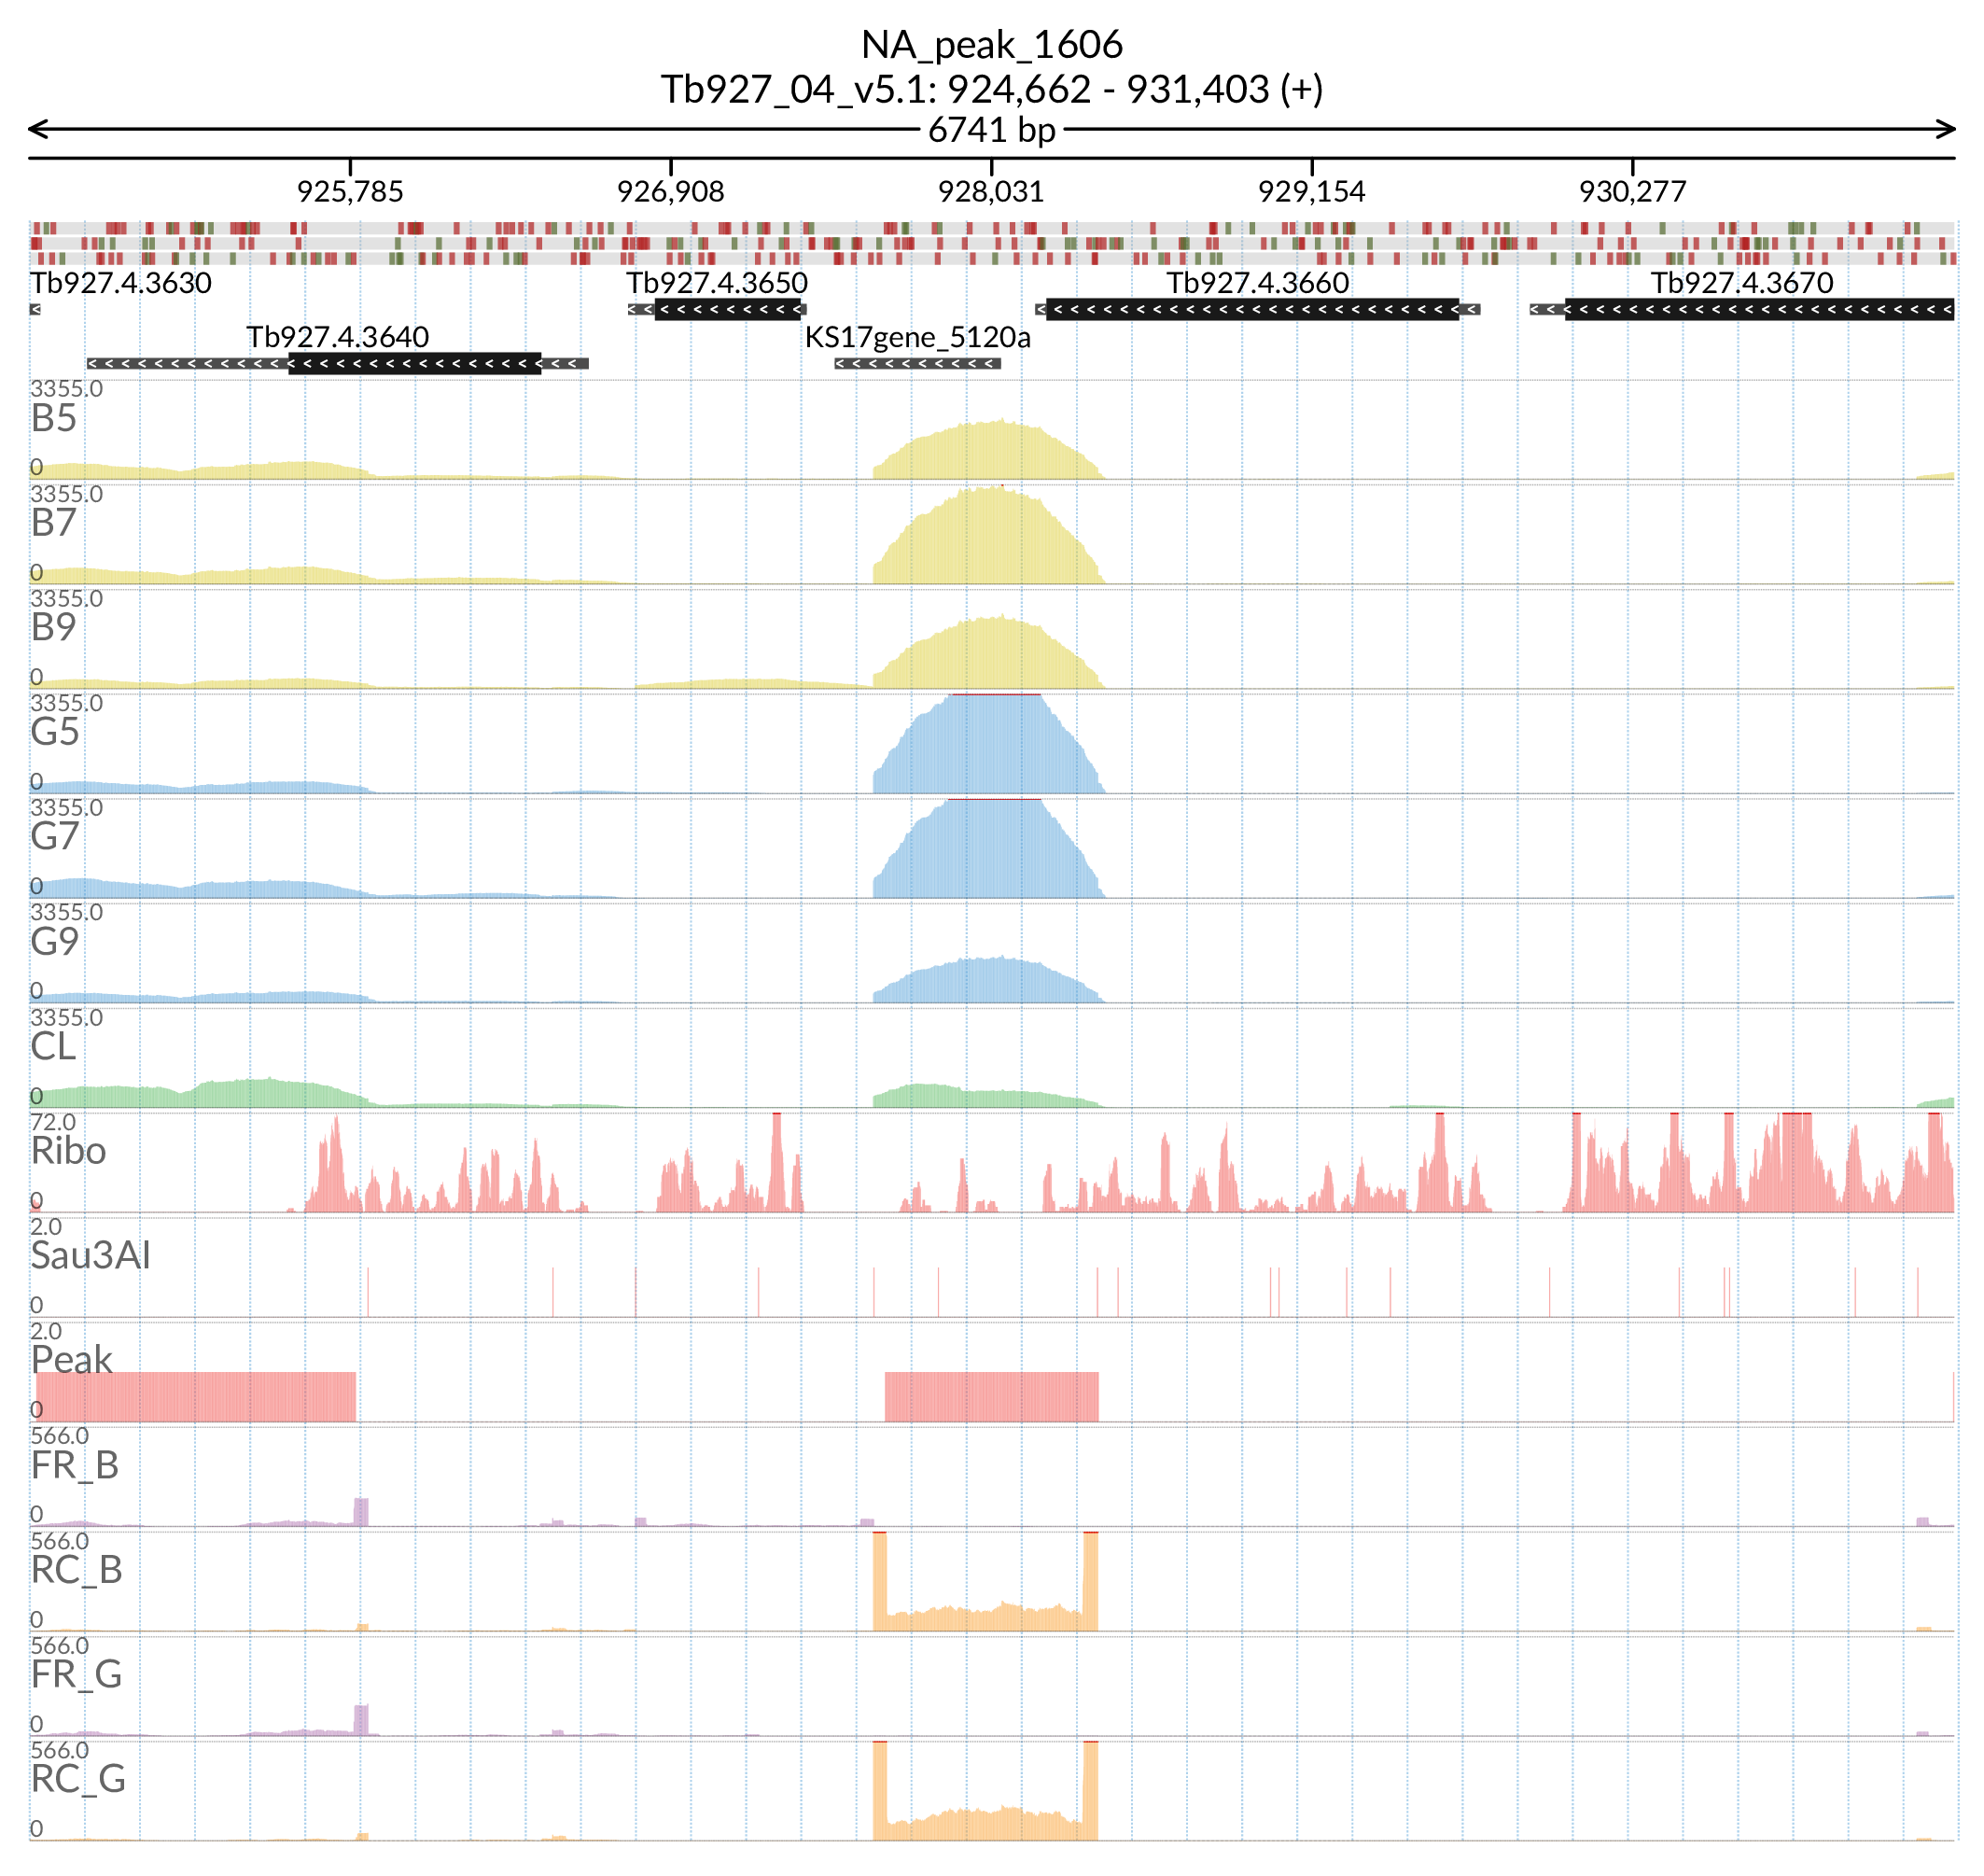 NA_peak_1606
Tb927_04_v5.1: 924,662 - 931,403 (+)
6741 bp
925,785 926,908 928,031 929,154 930,277
Tb927.4.3630 Tb927.4.3650 Tb927.4.3660 Tb927.4.3670
Tb927.4.3640 KS17gene_5120a
3355.0
B5
0
3355.0
B7
0
3355.0
B9
0
3355.0
G5
0
3355.0
G7
0
3355.0
G9
0
3355.0
CL
0
72.0
Ribo
0
2.0
Sau3AI
0
2.0
Peak
0
566.0
FR_B
0
566.0
RC_B
0
566.0
FR_G
0
566.0
RC_G
0